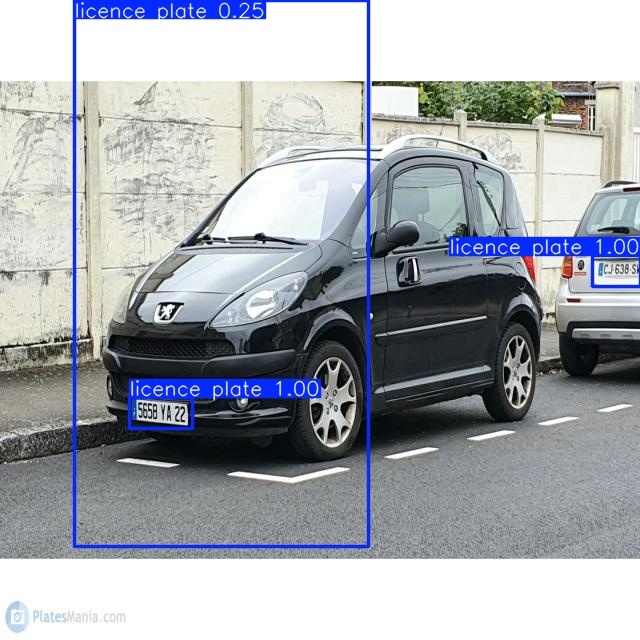 licence plate 0.25
licence plate 1.00
CJ-638-S
licence plate 1.00
5658 YA 22
PlatesMania.com